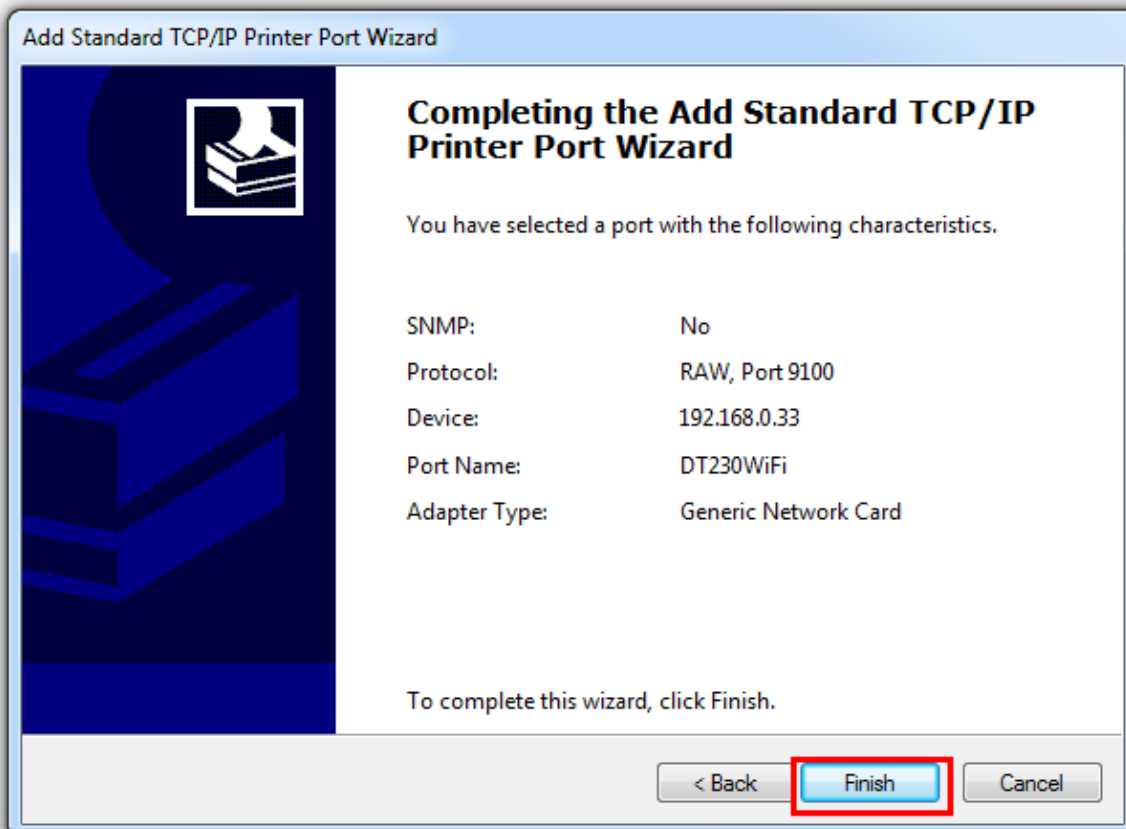 Add Standard TCP/IP Printer Port Wizard
Completing the Add Standard TCP/IP
Printer Port Wizard
You have selected a port with the following characteristics.
SNMP: No
Protocol: RAW, Port 9100
Device: 192.168.0.33
Port Name: DT230WiFi
Adapter Type: Generic Network Card
To complete this wizard, click Finish.
< Back Finish Cancel